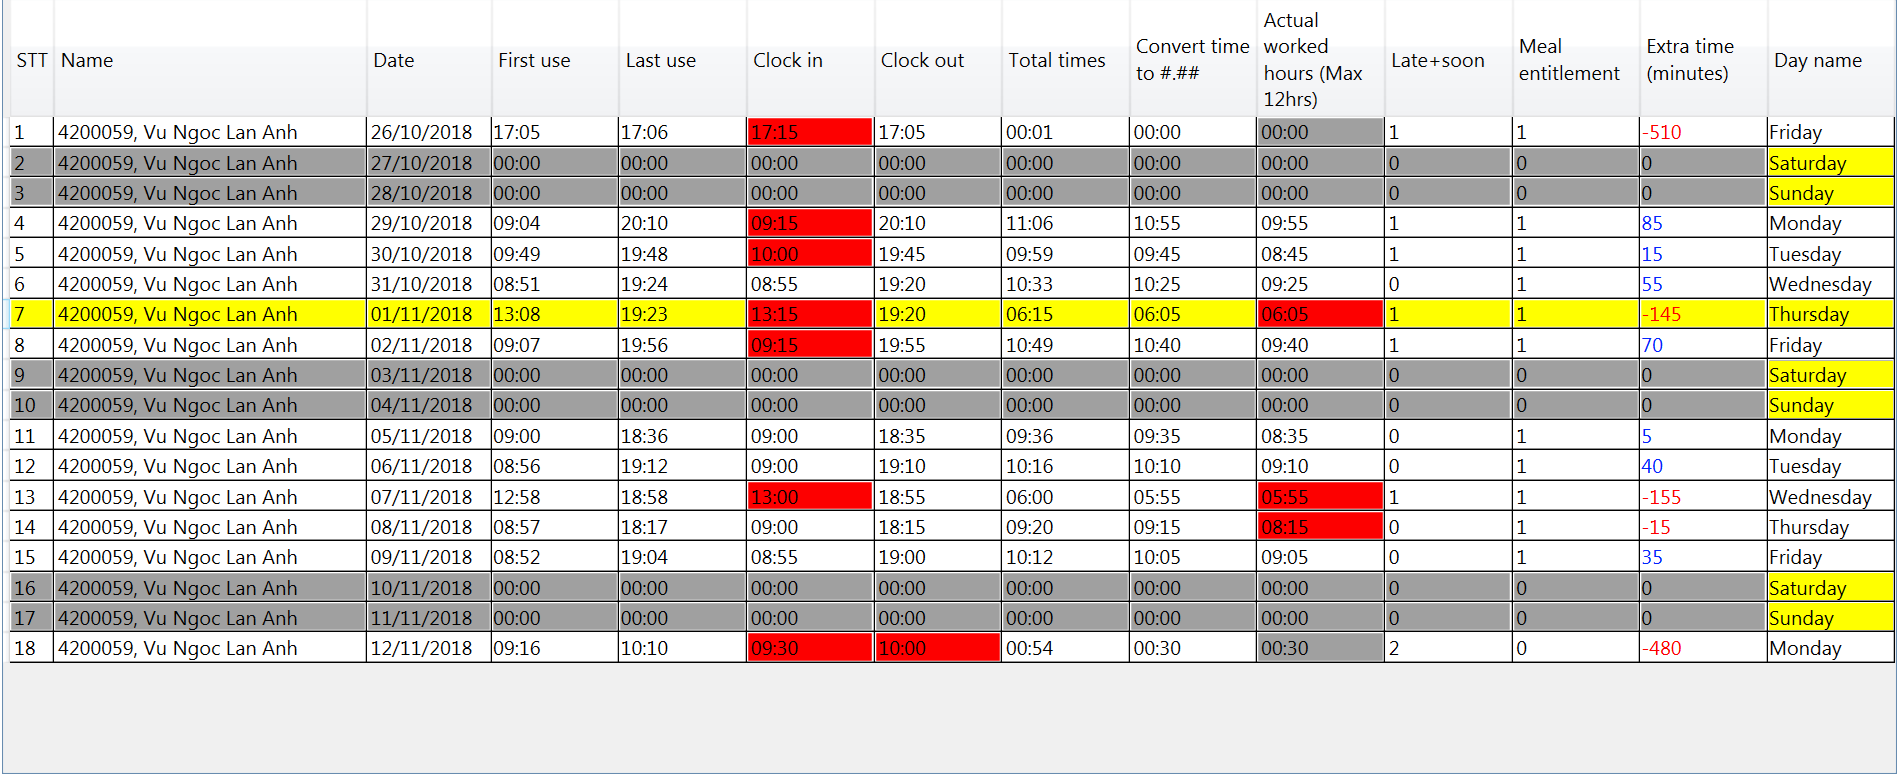 STT Name Date First use Last use Clock in Clock out Total times Convert time to #.## Actual worked hours (Max 12hrs) Late+soon Meal entitlement Extra time (minutes) Day name
1 4200059, Vu Ngoc Lan Anh 26/10/2018 17:05 17:06 17:15 17:05 00:01 00:00 00:00 1 1 -510 Friday
2 4200059, Vu Ngoc Lan Anh 27/10/2018 00:00 00:00 00:00 00:00 00:00 00:00 00:00 0 0 0 Saturday
3 4200059, Vu Ngoc Lan Anh 28/10/2018 00:00 00:00 00:00 00:00 00:00 00:00 00:00 0 0 0 Sunday
4 4200059, Vu Ngoc Lan Anh 29/10/2018 09:04 20:10 09:15 20:10 11:06 10:55 09:55 1 1 85 Monday
5 4200059, Vu Ngoc Lan Anh 30/10/2018 09:49 19:48 10:00 19:45 09:59 09:45 08:45 1 1 15 Tuesday
6 4200059, Vu Ngoc Lan Anh 31/10/2018 08:51 19:24 08:55 19:20 10:33 10:25 09:25 0 1 55 Wednesday
7 4200059, Vu Ngoc Lan Anh 01/11/2018 13:08 19:23 13:15 19:20 06:15 06:05 06:05 1 1 -145 Thursday
8 4200059, Vu Ngoc Lan Anh 02/11/2018 09:07 19:56 09:15 19:55 10:49 10:40 09:40 1 1 70 Friday
9 4200059, Vu Ngoc Lan Anh 03/11/2018 00:00 00:00 00:00 00:00 00:00 00:00 00:00 0 0 0 Saturday
10 4200059, Vu Ngoc Lan Anh 04/11/2018 00:00 00:00 00:00 00:00 00:00 00:00 00:00 0 0 0 Sunday
11 4200059, Vu Ngoc Lan Anh 05/11/2018 09:00 18:36 09:00 18:35 09:36 09:35 08:35 0 1 5 Monday
12 4200059, Vu Ngoc Lan Anh 06/11/2018 08:56 19:12 09:00 19:10 10:16 10:10 09:10 0 1 40 Tuesday
13 4200059, Vu Ngoc Lan Anh 07/11/2018 12:58 18:58 13:00 18:55 06:00 05:55 05:55 1 1 -155 Wednesday
14 4200059, Vu Ngoc Lan Anh 08/11/2018 08:57 18:17 09:00 18:15 09:20 09:15 08:15 0 1 -15 Thursday
15 4200059, Vu Ngoc Lan Anh 09/11/2018 08:52 19:04 08:55 19:00 10:12 10:05 09:05 0 1 35 Friday
16 4200059, Vu Ngoc Lan Anh 10/11/2018 00:00 00:00 00:00 00:00 00:00 00:00 00:00 0 0 0 Saturday
17 4200059, Vu Ngoc Lan Anh 11/11/2018 00:00 00:00 00:00 00:00 00:00 00:00 00:00 0 0 0 Sunday
18 4200059, Vu Ngoc Lan Anh 12/11/2018 09:16 10:10 09:30 10:00 00:54 00:30 00:30 2 0 -480 Monday